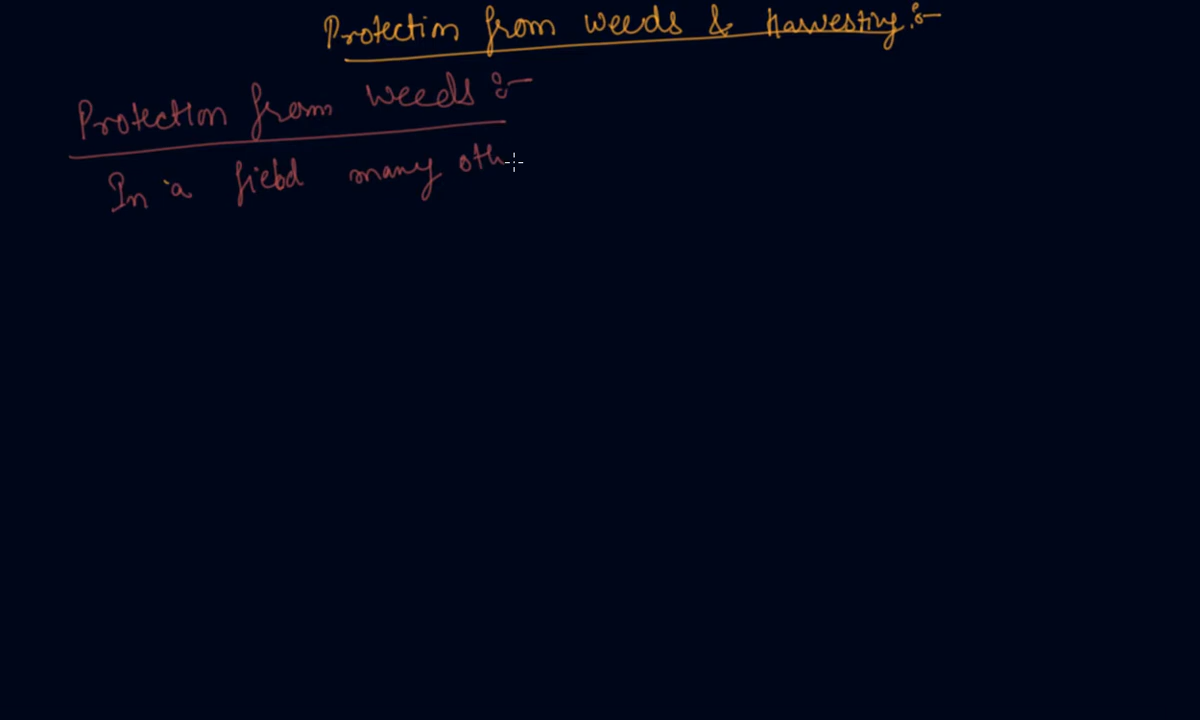 Protection from weeds & Harvesting :-
Protection from weeds :-
In a field many oth